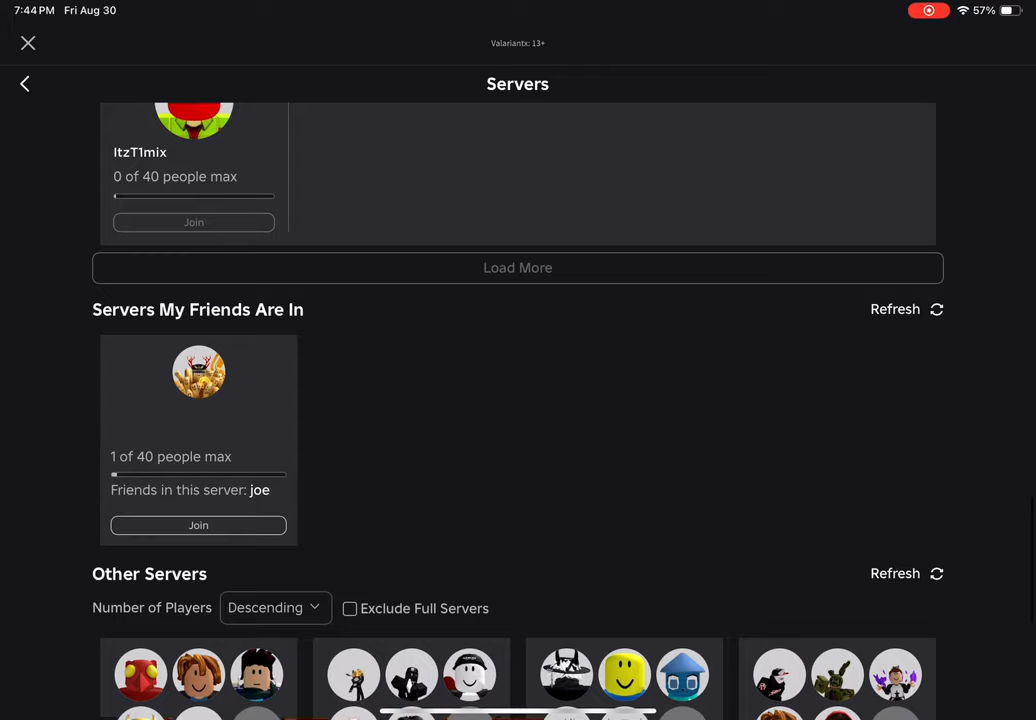 7:44 PM Fri Aug 30
57%
Valariantx: 13+
Servers
ItzT1mix
0 of 40 people max
Join
Load More
Servers My Friends Are In
Refresh
1 of 40 people max
Friends in this server: joe
Join
Other Servers
Refresh
Number of Players
Descending
Exclude Full Servers